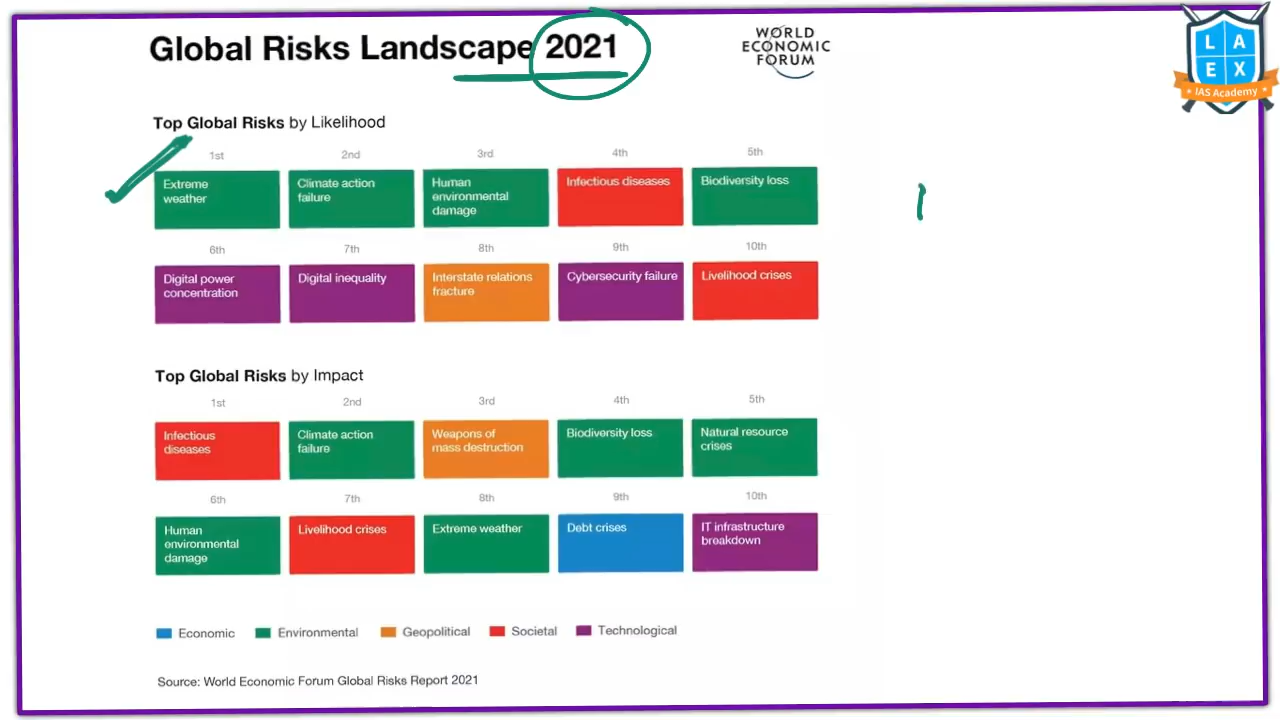 Global Risks Landscape 2021
WORLD
ECONOMIC
FORUM
L A
E X
IAS Academy
Top Global Risks by Likelihood
1st
2nd
3rd
4th
5th
Extreme
weather
Climate action
failure
Human
environmental
damage
Infectious diseases
Biodiversity loss
6th
7th
8th
9th
10th
Digital power
concentration
Digital inequality
Interstate relations
fracture
Cybersecurity failure
Livelihood crises
Top Global Risks by Impact
1st
2nd
3rd
4th
5th
Infectious
diseases
Climate action
failure
Weapons of
mass destruction
Biodiversity loss
Natural resource
crises
6th
7th
8th
9th
10th
Human
environmental
damage
Livelihood crises
Extreme weather
Debt crises
IT infrastructure
breakdown
Economic
Environmental
Geopolitical
Societal
Technological
Source: World Economic Forum Global Risks Report 2021